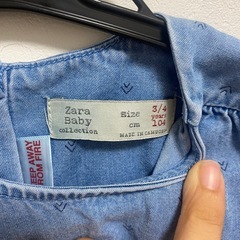 Zara
Baby
collection
Size 3/4
years
cm 104
MADE IN CAMBODIA
KEEP AWAY
FROM FIRE